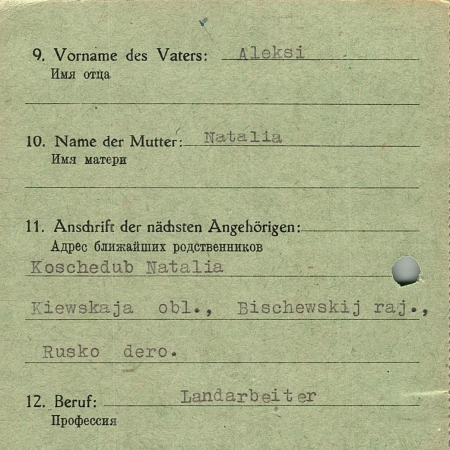 9. Vorname des Vaters: Aleksi
Имя отца
10. Name der Mutter: Natalia
Имя матери
11. Anschrift der nächsten Angehörigen:
Адрес ближайших родственников
Koschedub Natalia
Kiewskaja obl., Bischewskij raj.,
Rusko dero.
12. Beruf: Landarbeiter
Профессия